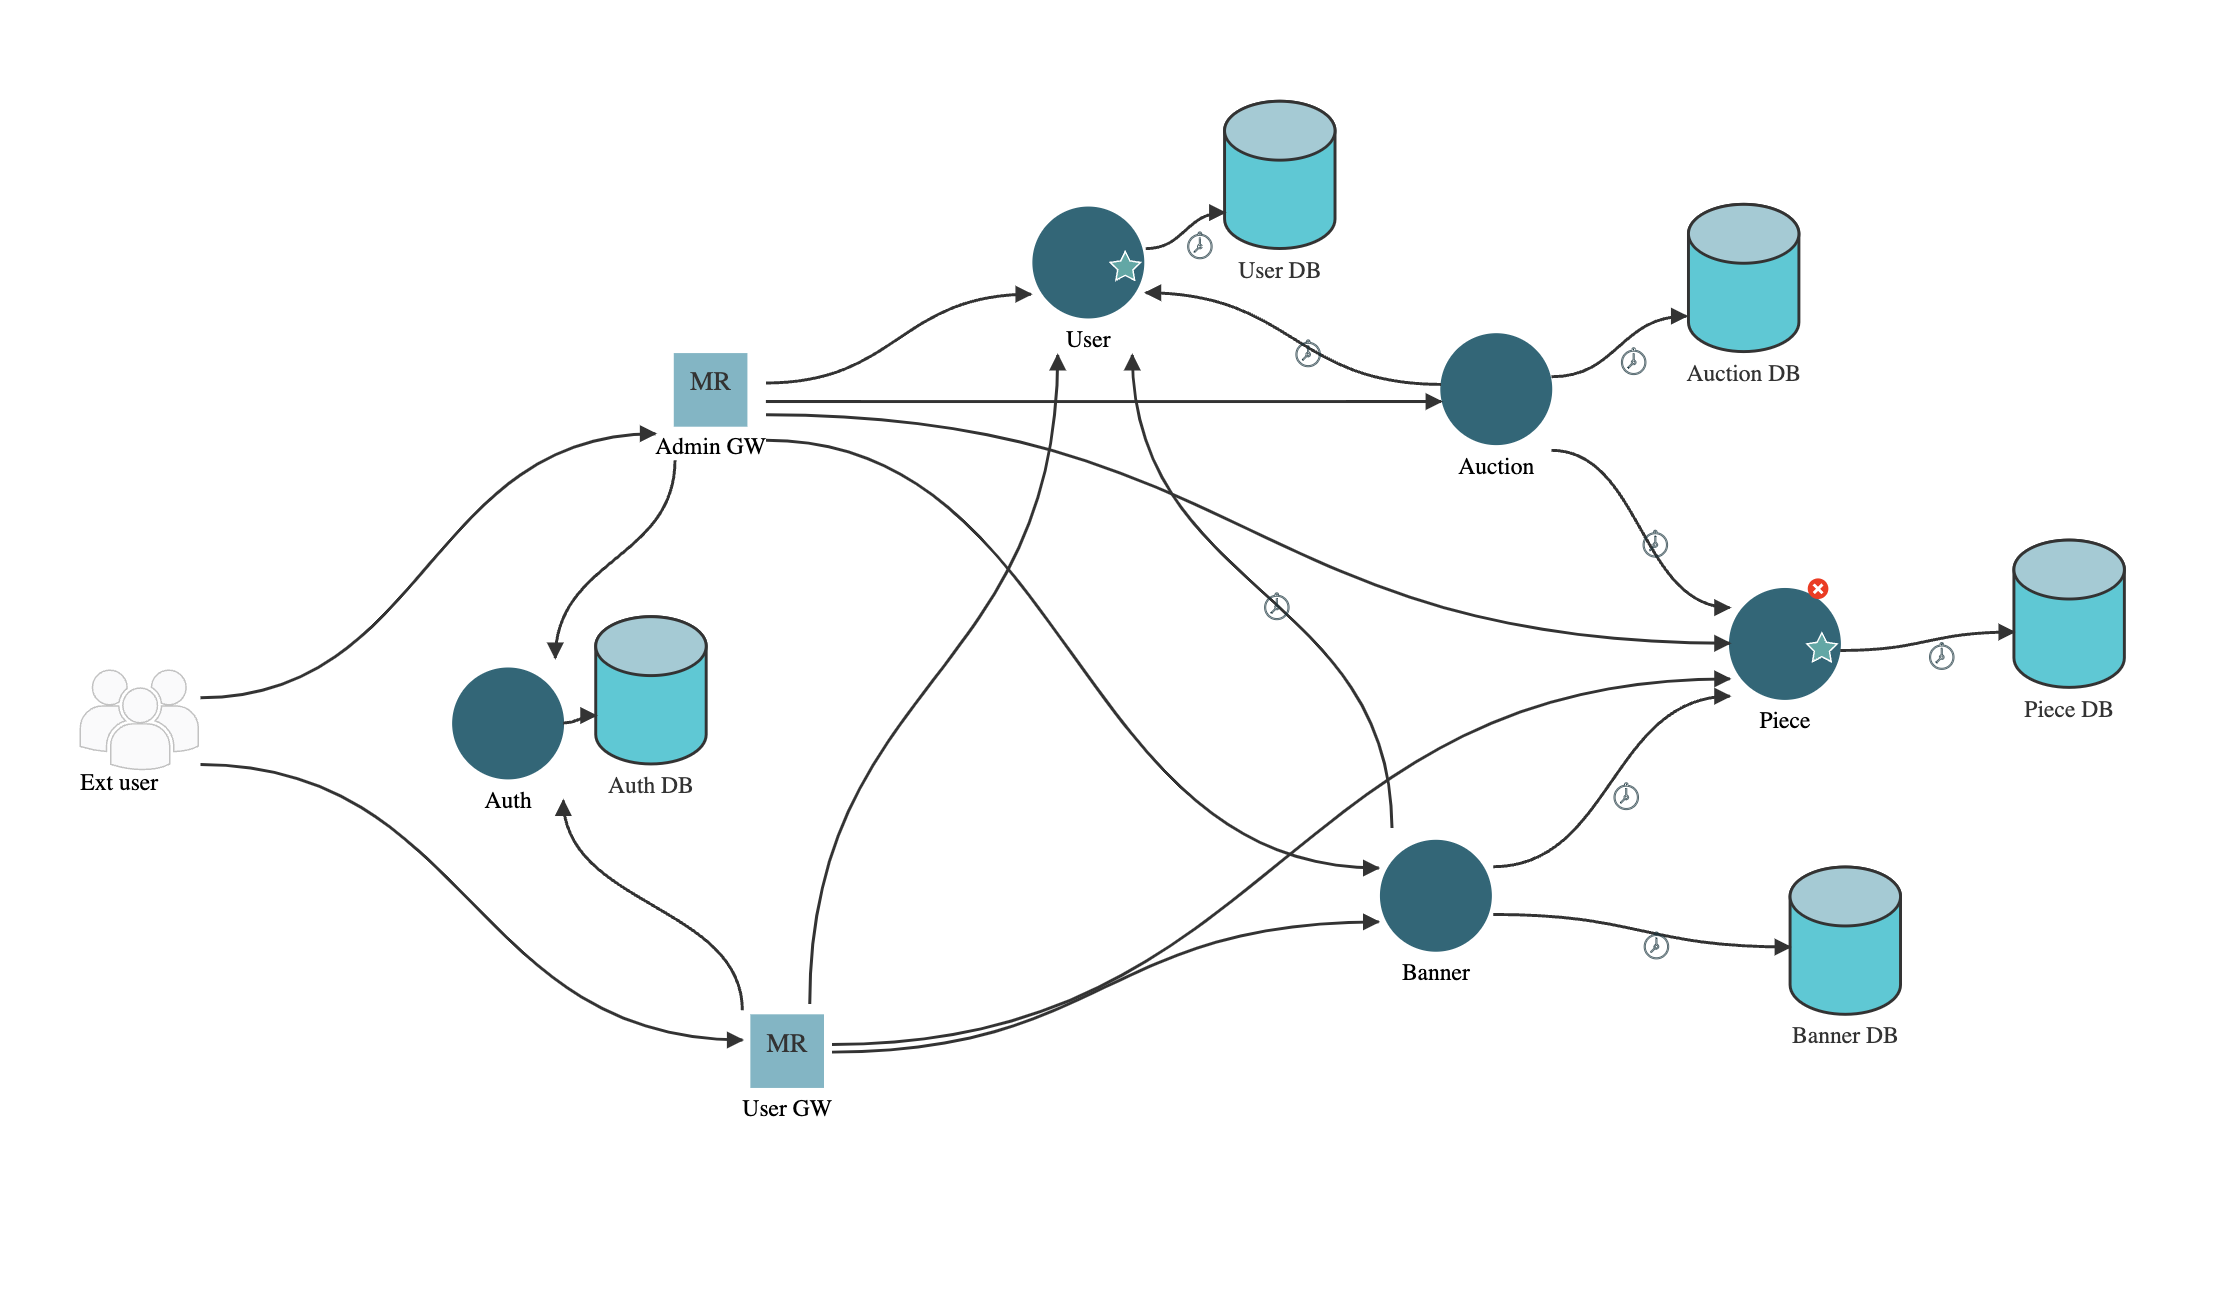 User DB
User
Auction DB
MR
Admin GW
Auction
Piece DB
Piece
Ext user
Auth DB
Auth
Banner
Banner DB
MR
User GW